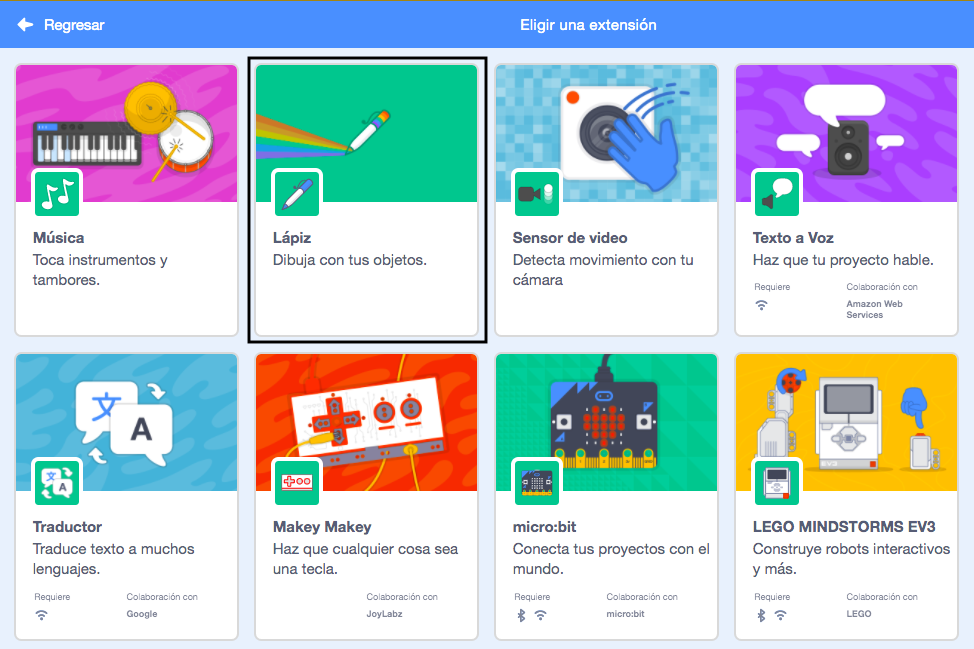 Regresar
Eligir una extensión
Música
Toca instrumentos y
tambores.
Lápiz
Dibuja con tus objetos.
Sensor de video
Detecta movimiento con tu
cámara
Texto a Voz
Haz que tu proyecto hable.
Requiere
Colaboración con
Amazon Web
Services
文
A
文
A
Traductor
Traduce texto a muchos
lenguajes.
Requiere
Colaboración con
Google
Makey Makey
Haz que cualquier cosa sea
una tecla.
Colaboración con
JoyLabz
micro:bit
Conecta tus proyectos con el
mundo.
Requiere
Colaboración con
micro:bit
EV3
LEGO MINDSTORMS EV3
Construye robots interactivos
y más.
Requiere
Colaboración con
LEGO